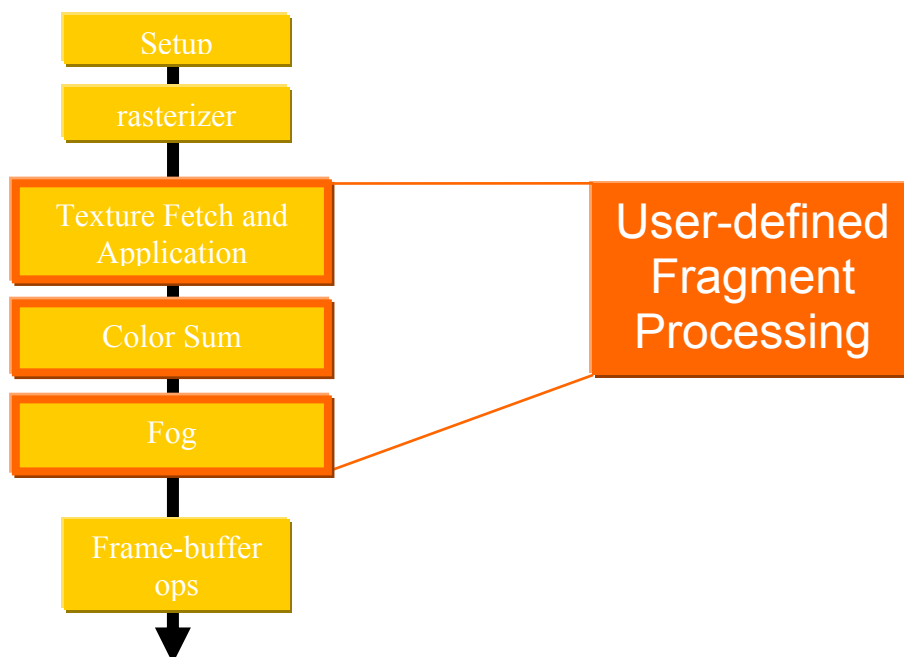 Setup
rasterizer
Texture Fetch and
Application
Color Sum
Fog
Frame-buffer
ops
User-defined
Fragment
Processing